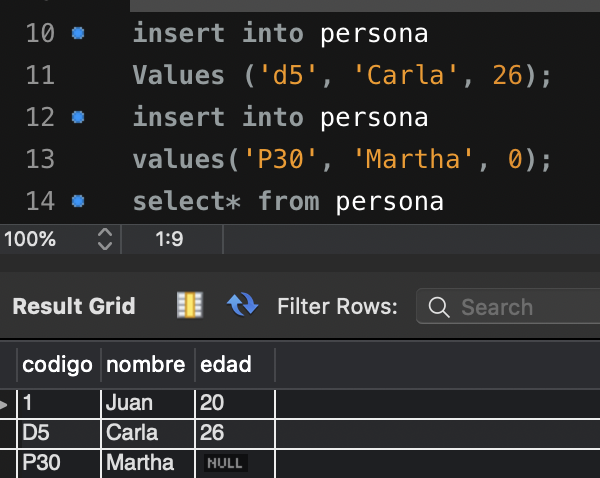 10 insert into persona
11 Values ('d5', 'Carla', 26);
12 insert into persona
13 values('P30', 'Martha', 0);
14 select* from persona
100% 1:9
Result Grid Filter Rows: Search
codigo nombre edad
1 Juan 20
D5 Carla 26
P30 Martha NULL